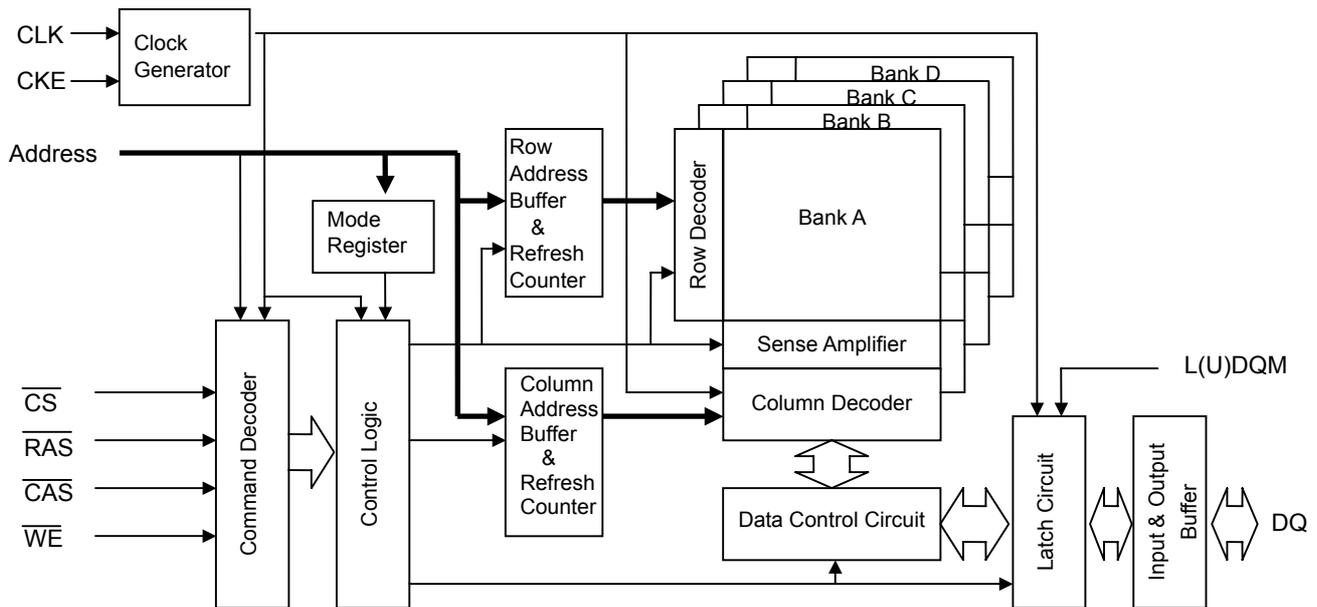 CLK
CKE
Clock
Generator
Bank D
Bank C
Bank B
Bank A
Address
Row
Address
Buffer
&
Refresh
Counter
Row Decoder
Mode
Register
Sense Amplifier
Column Decoder
L(U)DQM
CS
RAS
CAS
WE
Command Decoder
Control Logic
Column
Address
Buffer
&
Refresh
Counter
Data Control Circuit
Latch Circuit
Input & Output
Buffer
DQ